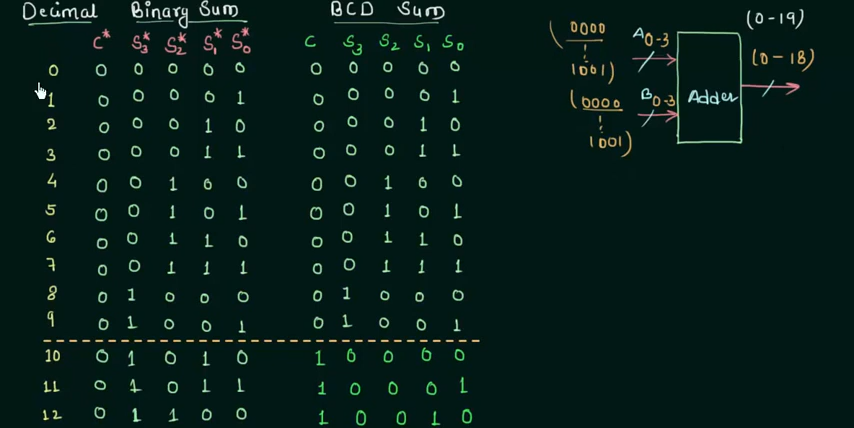 Decimal Binary Sum BCD Sum
C* S3* S2* S1* S0* C S3 S2 S1 S0
0 0 0 0 0 0 0 0 0 0 0
1 0 0 0 0 1 0 0 0 0 1
2 0 0 0 1 0 0 0 0 1 0
3 0 0 0 1 1 0 0 0 1 1
4 0 0 1 0 0 0 0 1 0 0
5 0 0 1 0 1 0 0 1 0 1
6 0 0 1 1 0 0 0 1 1 0
7 0 0 1 1 1 0 0 1 1 1
8 0 1 0 0 0 0 1 0 0 0
9 0 1 0 0 1 0 1 0 0 1
10 0 1 0 1 0 1 0 0 0 0
11 0 1 0 1 1 1 0 0 0 1
12 0 1 1 0 0 1 0 0 1 0
(0000
1001)
A0-3
(0000
1001)
B0-3
Adder
(0-19)
(0-18)